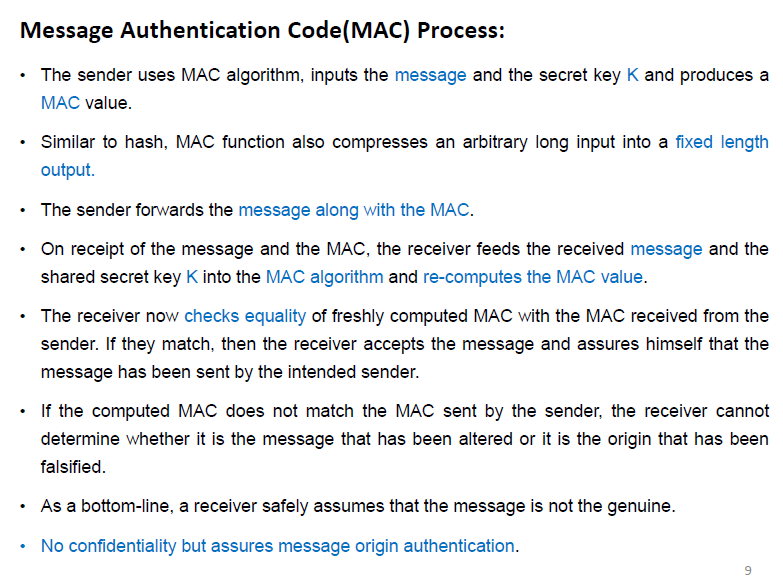 Message Authentication Code(MAC) Process:
• The sender uses MAC algorithm, inputs the message and the secret key K and produces a
MAC value.
• Similar to hash, MAC function also compresses an arbitrary long input into a fixed length
output.
• The sender forwards the message along with the MAC.
• On receipt of the message and the MAC, the receiver feeds the received message and the
shared secret key K into the MAC algorithm and re-computes the MAC value.
• The receiver now checks equality of freshly computed MAC with the MAC received from the
sender. If they match, then the receiver accepts the message and assures himself that the
message has been sent by the intended sender.
• If the computed MAC does not match the MAC sent by the sender, the receiver cannot
determine whether it is the message that has been altered or it is the origin that has been
falsified.
• As a bottom-line, a receiver safely assumes that the message is not the genuine.
• No confidentiality but assures message origin authentication.
9